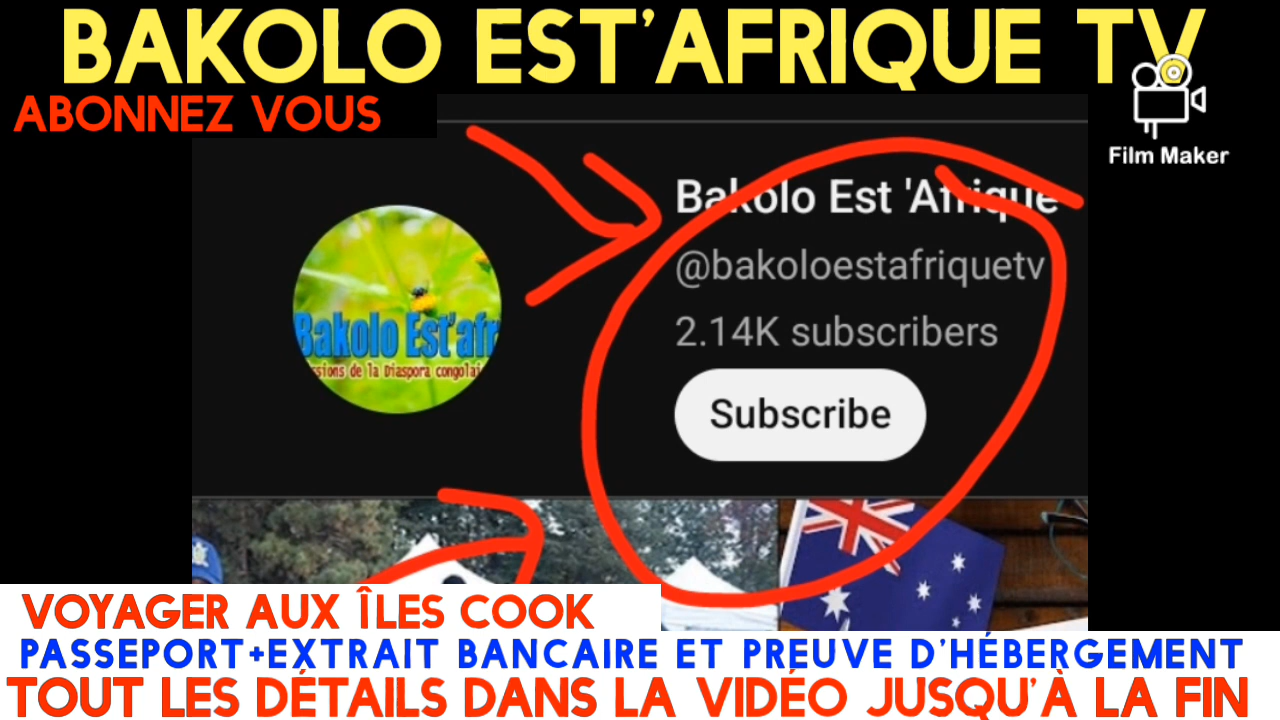 BAKOLO EST'AFRIQUE TV
ABONNEZ VOUS
Film Maker
Bakolo Est 'Afrique
@bakoloestafriquetv
2.14K subscribers
Subscribe
Bakolo Est'afr
ssions de la Diaspora congolai
VOYAGER AUX ÎLES COOK
PASSEPORT+EXTRAIT BANCAIRE ET PREUVE D'HÉBERGEMENT
TOUT LES DÉTAILS DANS LA VIDÉO JUSQU'À LA FIN